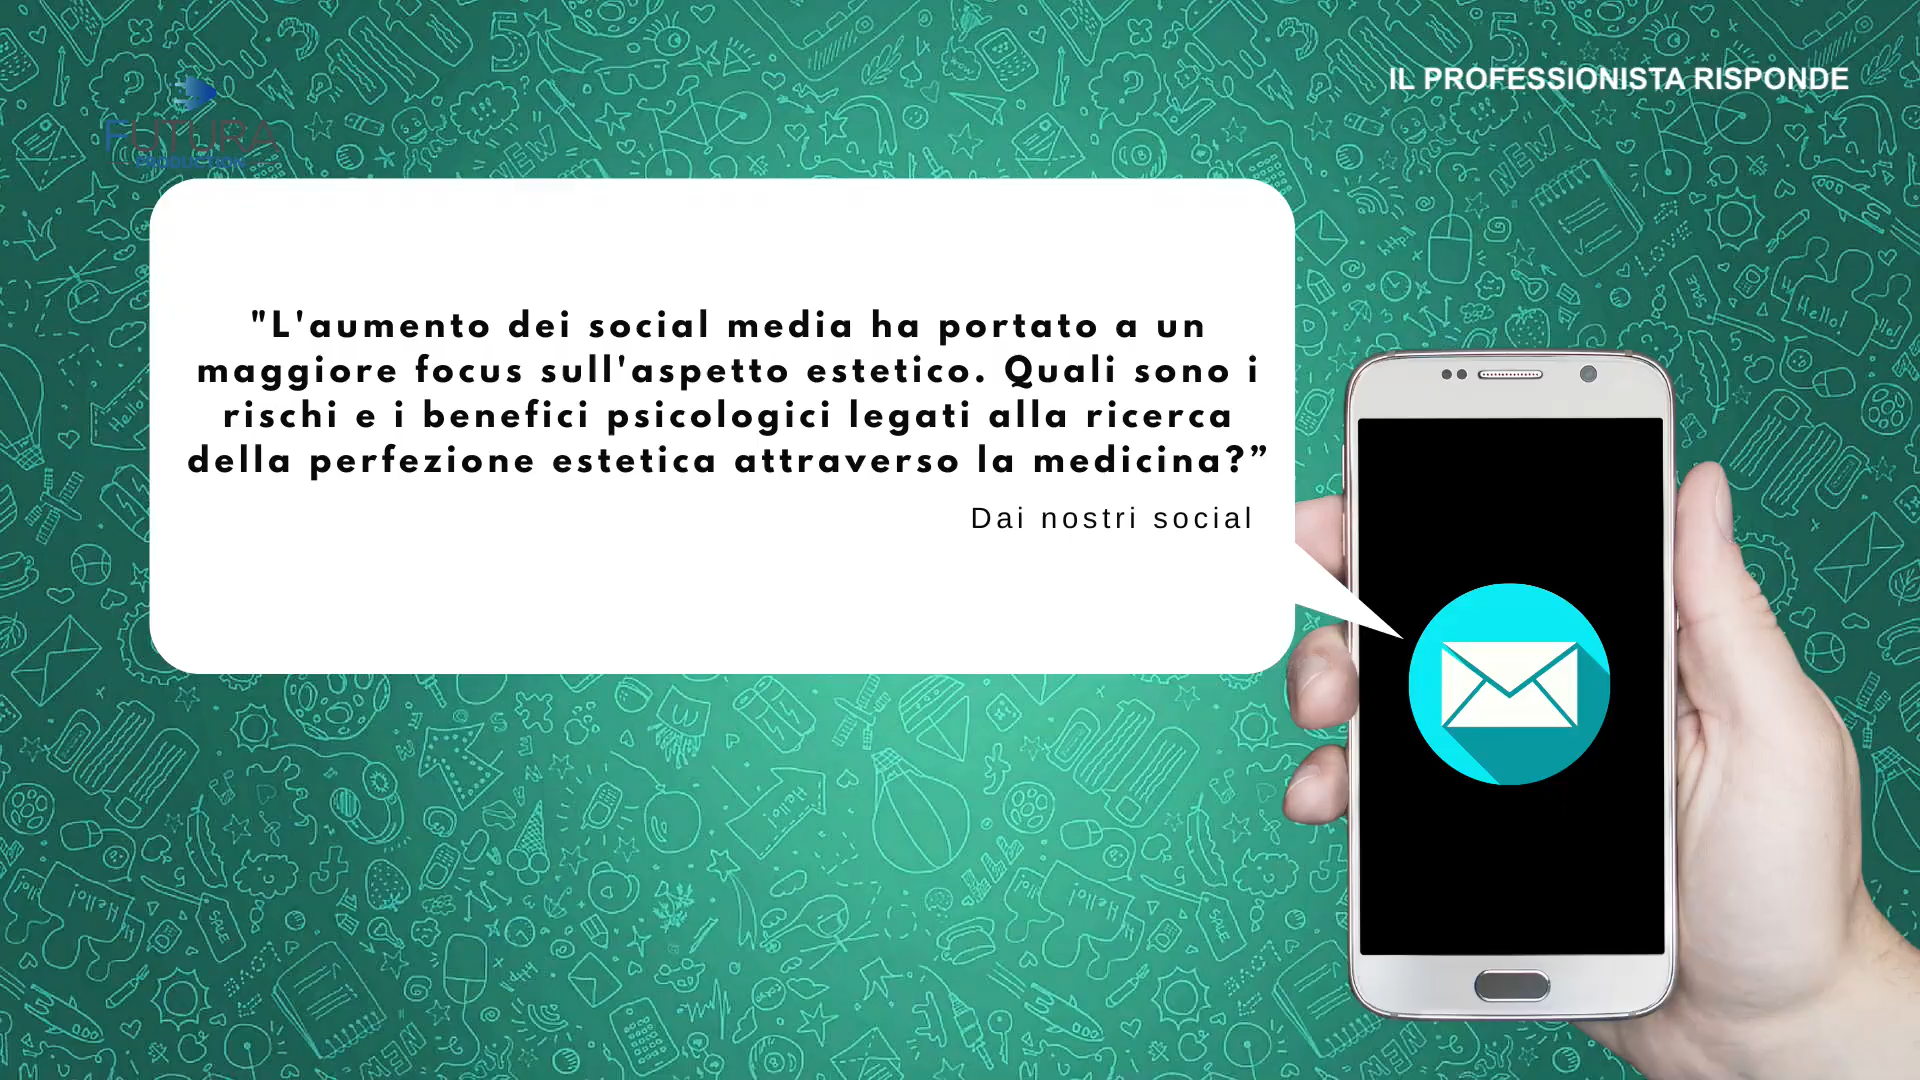 IL PROFESSIONISTA RISPONDE
FUTURA
PRODUCTION
"L'aumento dei social media ha portato a un
maggiore focus sull'aspetto estetico. Quali sono i
rischi e i benefici psicologici legati alla ricerca
della perfezione estetica attraverso la medicina?”
Dai nostri social